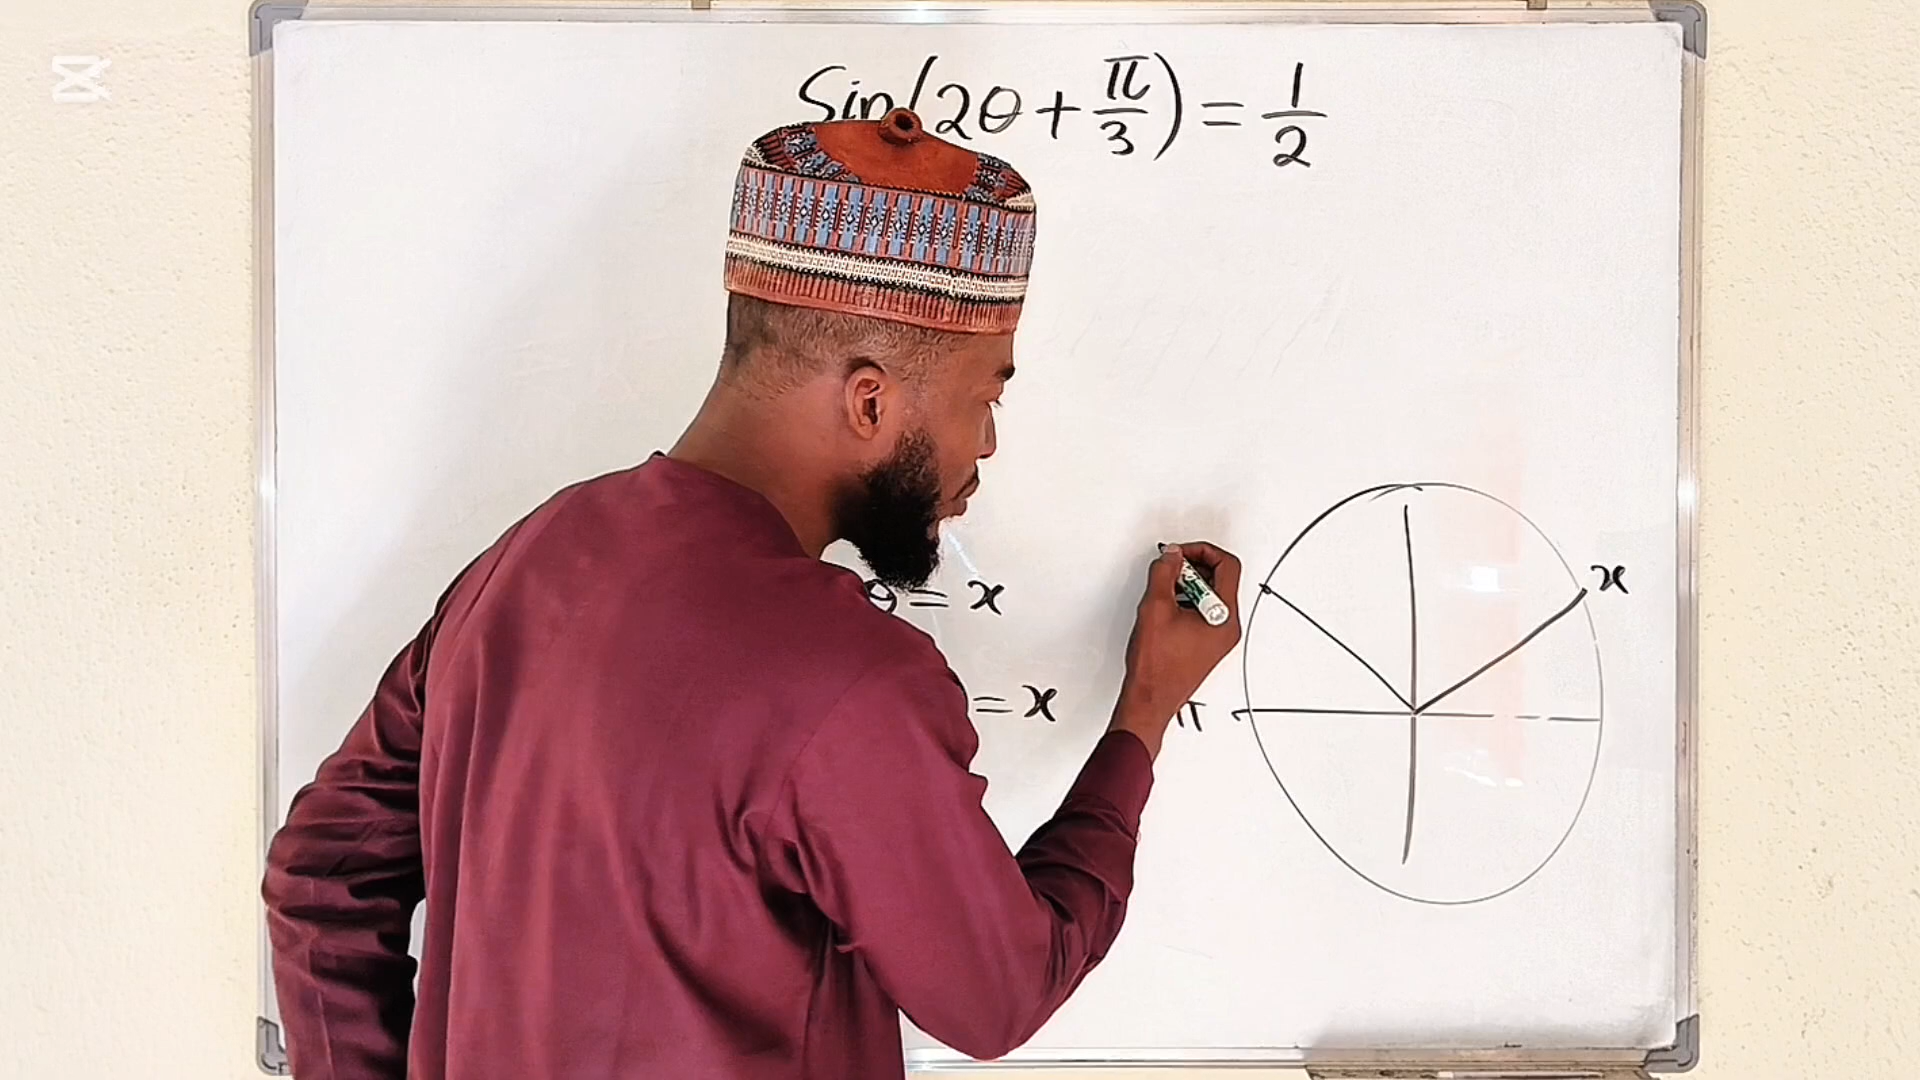 Sin(2θ + π/3) = 1/2
x
θ = x
= x
π